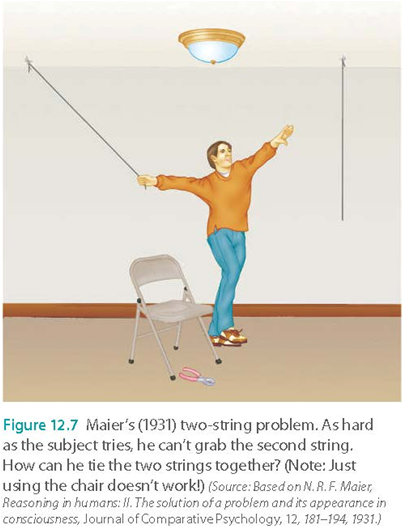 Figure 12.7 Maier's (1931) two-string problem. As hard
as the subject tries, he can't grab the second string.
How can he tie the two strings together? (Note: Just
using the chair doesn't work!) (Source: Based on N. R. F. Maier,
Reasoning in humans: II. The solution of a problem and its appearance in
consciousness, Journal of Comparative Psychology, 12, 181–194, 1931.)